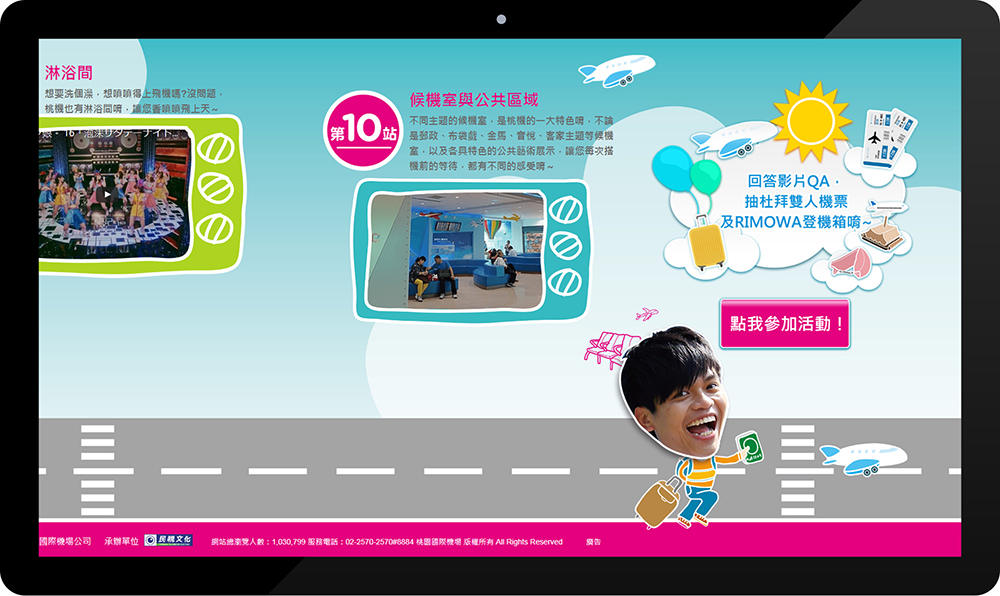 淋浴間
想要洗個澡，想噴噴得上飛機嗎?沒問題，
桃機也有淋浴間唷，讓您香噴噴飛上天~
第10站
候機室與公共區域
不同主題的候機室，是桃機的一大特色唷，不論
是郵政、布袋戲、金馬、客家主題等候機
室，以及各具特色的公共藝術展示，讓您每次搭
機前的等待，都有不同的感受唷~
回答影片QA，
抽杜拜雙人機票
及RIMOWA登機箱唷~
點我參加活動！
國際機場公司
承辦單位
民視文化
網站總瀏覽人數：1,030,799 服務電話：02-2570-2570#6884 桃園國際機場 版權所有 All Rights Reserved
廣告